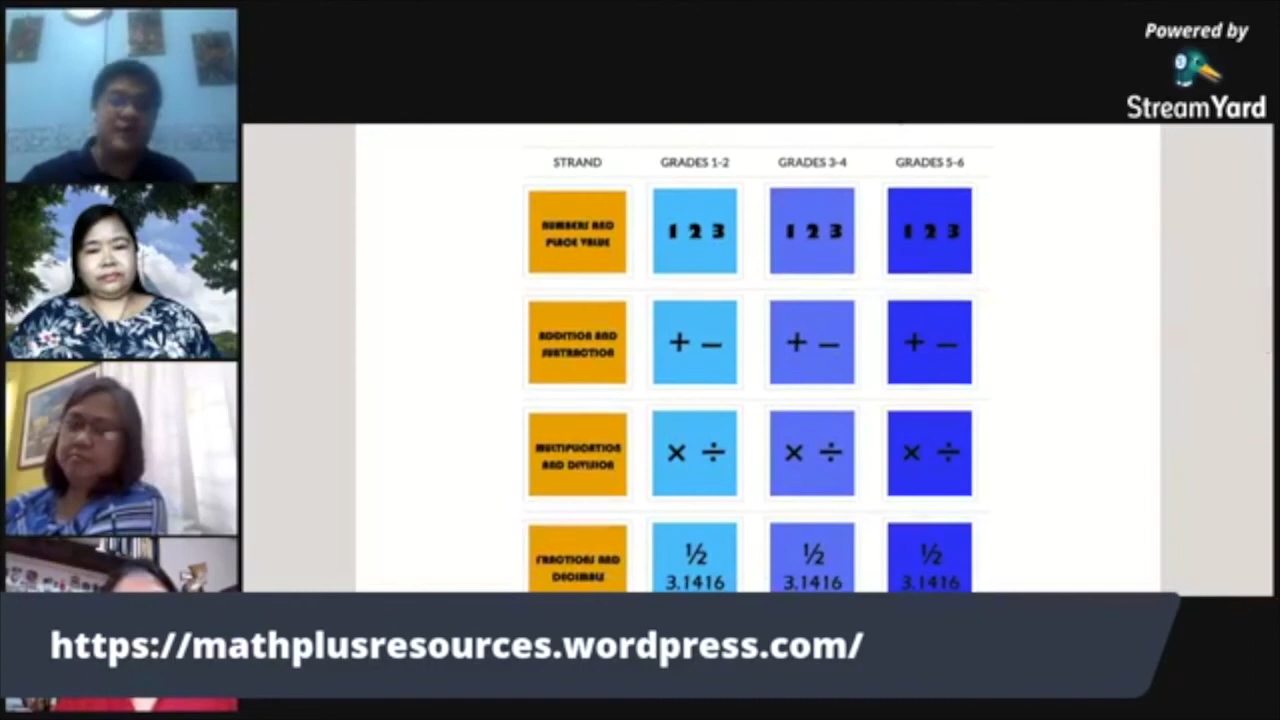 Powered by
StreamYard
STRAND GRADES 1-2 GRADES 3-4 GRADES 5-6
NUMBERS AND
PLACE VALUE
1 2 3 1 2 3 1 2 3
ADDITION AND
SUBTRACTION
+ − + − + −
MULTIPLICATION
AND DIVISION
× ÷ × ÷ × ÷
FRACTIONS AND
DECIMALS
½ ½ ½
3.1416 3.1416 3.1416
https://mathplusresources.wordpress.com/